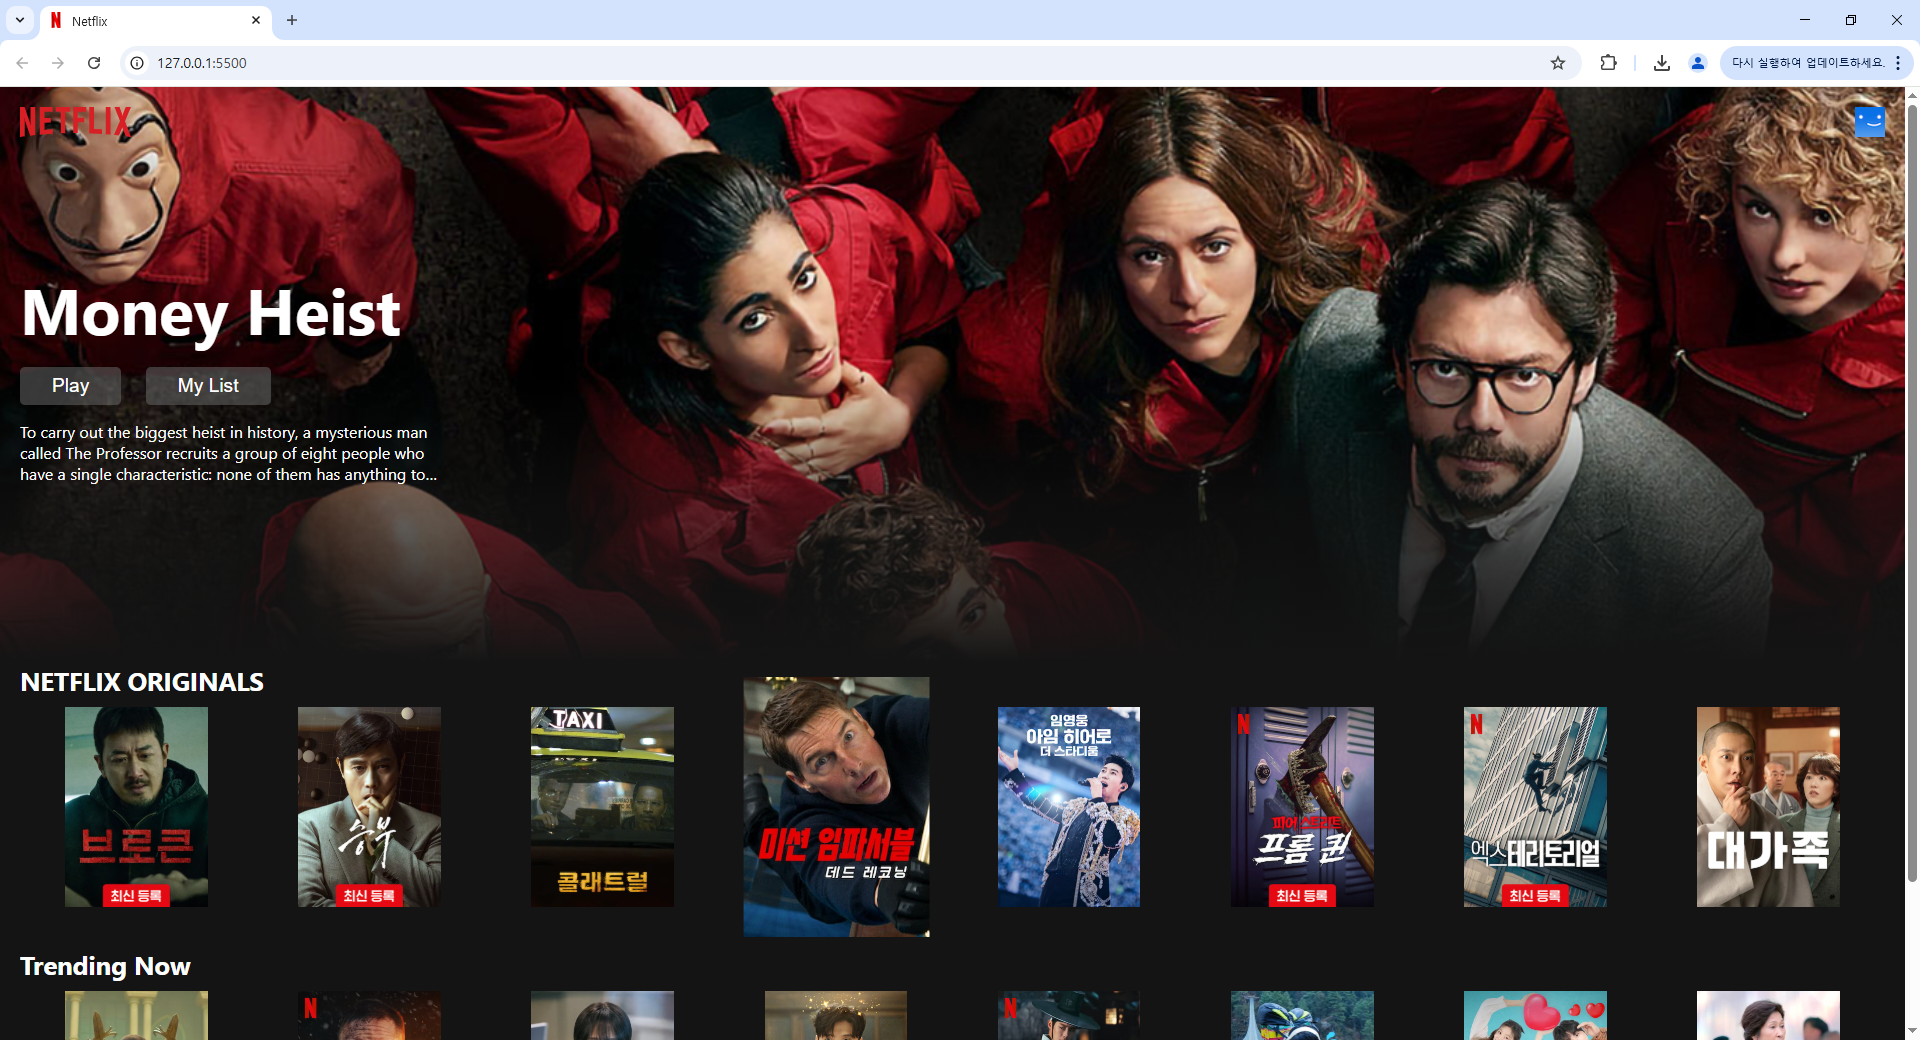 Netflix
127.0.0.1:5500
다시 실행하여 업데이트하세요.
NETFLIX
Money Heist
Play
My List
To carry out the biggest heist in history, a mysterious man
called The Professor recruits a group of eight people who
have a single characteristic: none of them has anything to...
NETFLIX ORIGINALS
브로큰
최신 등록
승부
최신 등록
TAXI
콜래트럴
미션 임파서블
데드 레코닝
임영웅
아임 히어로
더 스타디움
N
피어 스트리트
프롬 퀸
최신 등록
N
엑스테리토리얼
최신 등록
대가족
Trending Now
N
N